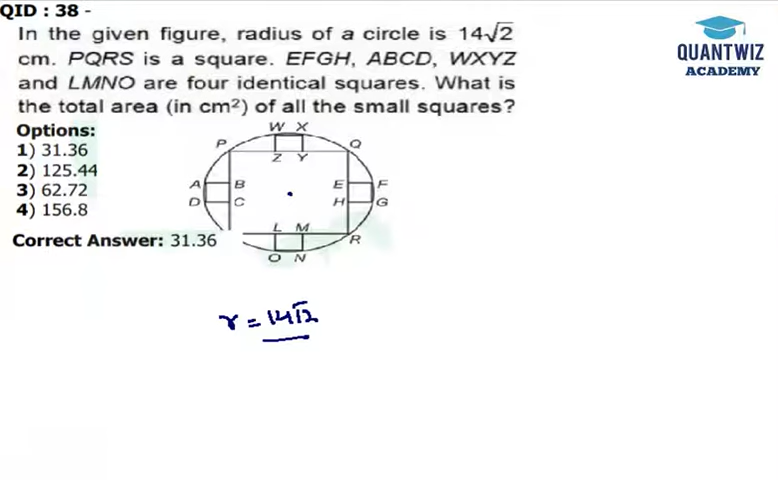 QID : 38 -
In the given figure, radius of a circle is 14√2
cm. PQRS is a square. EFGH, ABCD, WXYZ
and LMNO are four identical squares. What is
the total area (in cm²) of all the small squares?
QUANTWIZ
ACADEMY
Options:
1) 31.36
2) 125.44
3) 62.72
4) 156.8
Correct Answer: 31.36
W X
P Q
Z Y
A B E F
D C H G
L M
R
O N
r = 14√2